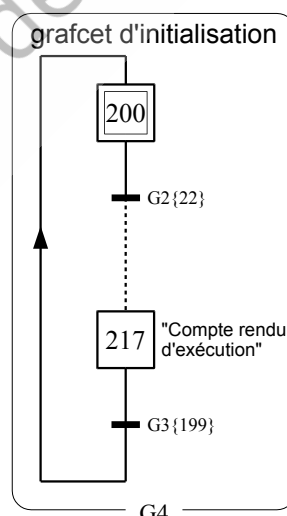 grafcet d'initialisation
200
G2{22}
217
"Compte rendu
d'exécution"
G3{199}
G4